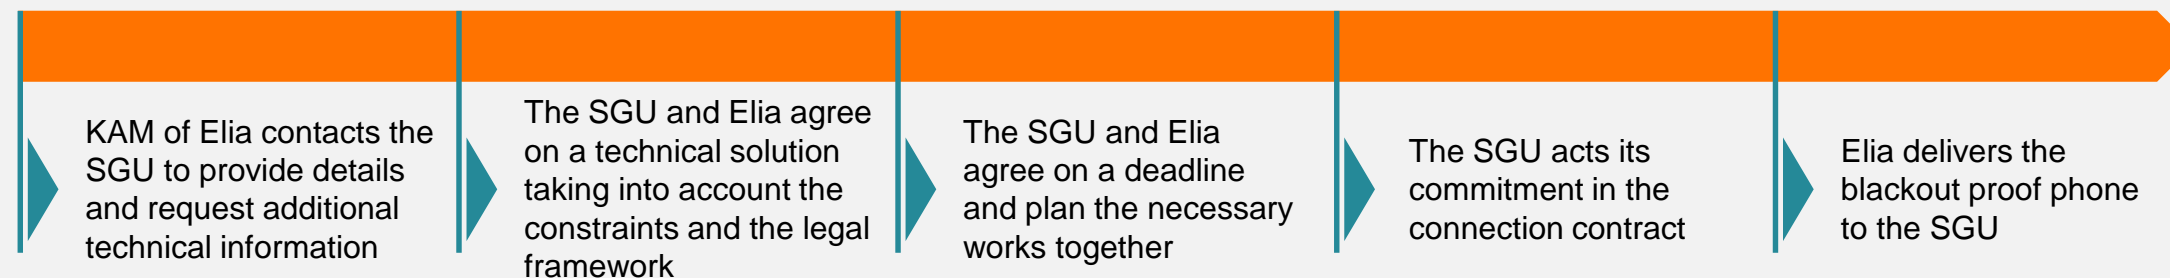 KAM of Elia contacts the
SGU to provide details
and request additional
technical information
The SGU and Elia agree
on a technical solution
taking into account the
constraints and the legal
framework
The SGU and Elia
agree on a deadline
and plan the necessary
works together
The SGU acts its
commitment in the
connection contract
Elia delivers the
blackout proof phone
to the SGU